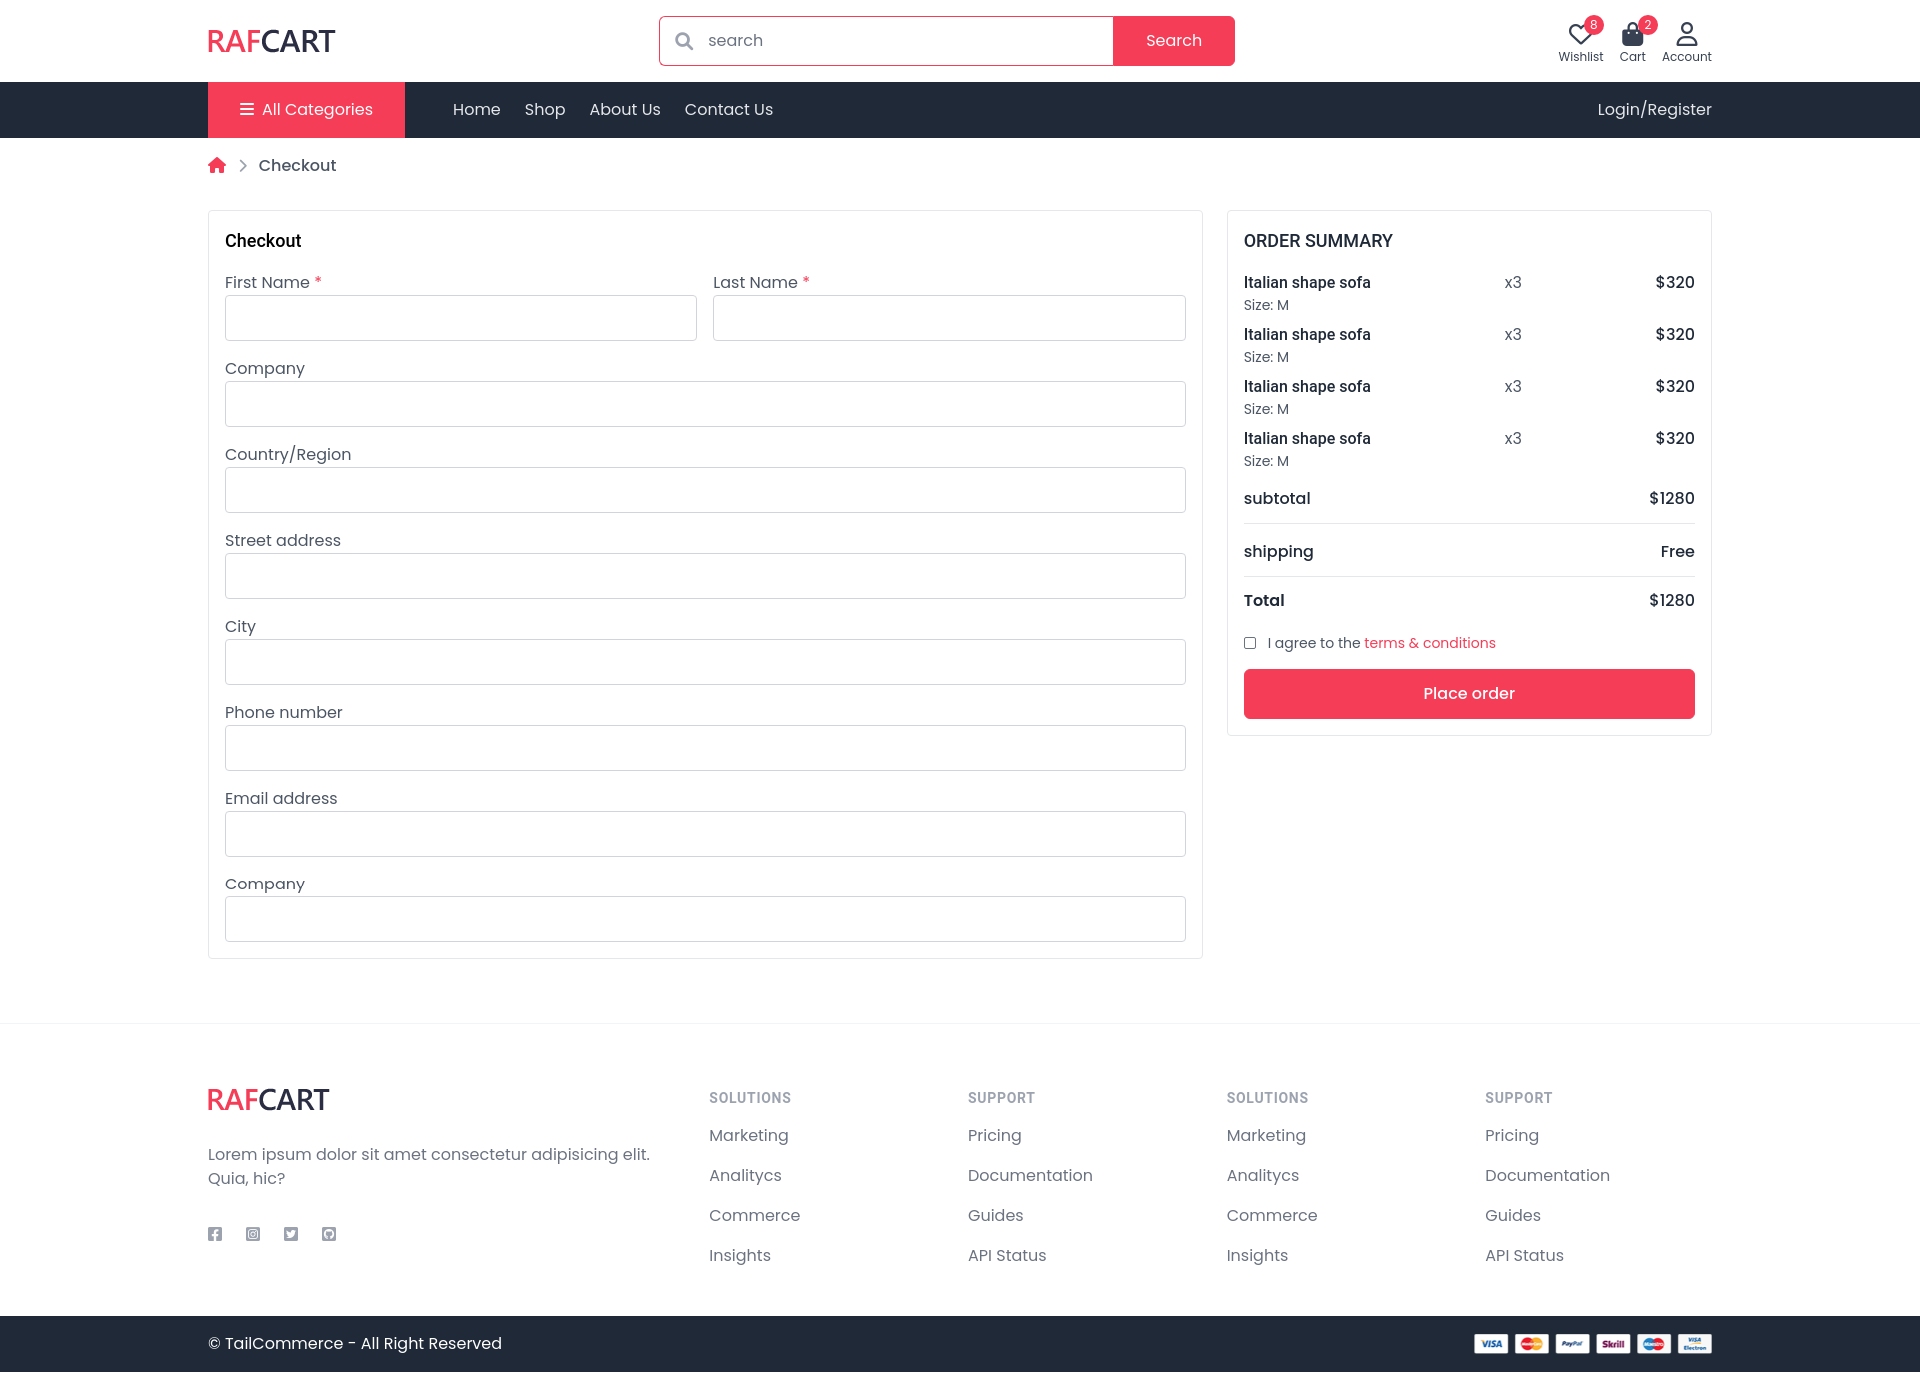 RAFCART
search
Search
8
Wishlist
2
Cart
Account
All Categories
Home
Shop
About Us
Contact Us
Login/Register
Checkout
Checkout
First Name *
Last Name *
Company
Country/Region
Street address
City
Phone number
Email address
Company
ORDER SUMMARY
Italian shape sofa x3 $320
Size: M
Italian shape sofa x3 $320
Size: M
Italian shape sofa x3 $320
Size: M
Italian shape sofa x3 $320
Size: M
subtotal $1280
shipping Free
Total $1280
I agree to the terms & conditions
Place order
RAFCART
Lorem ipsum dolor sit amet consectetur adipisicing elit.
Quia, hic?
SOLUTIONS
Marketing
Analitycs
Commerce
Insights
SUPPORT
Pricing
Documentation
Guides
API Status
SOLUTIONS
Marketing
Analitycs
Commerce
Insights
SUPPORT
Pricing
Documentation
Guides
API Status
© TailCommerce - All Right Reserved
VISA
PayPal
Skrill
Maestro
VISA
Electron